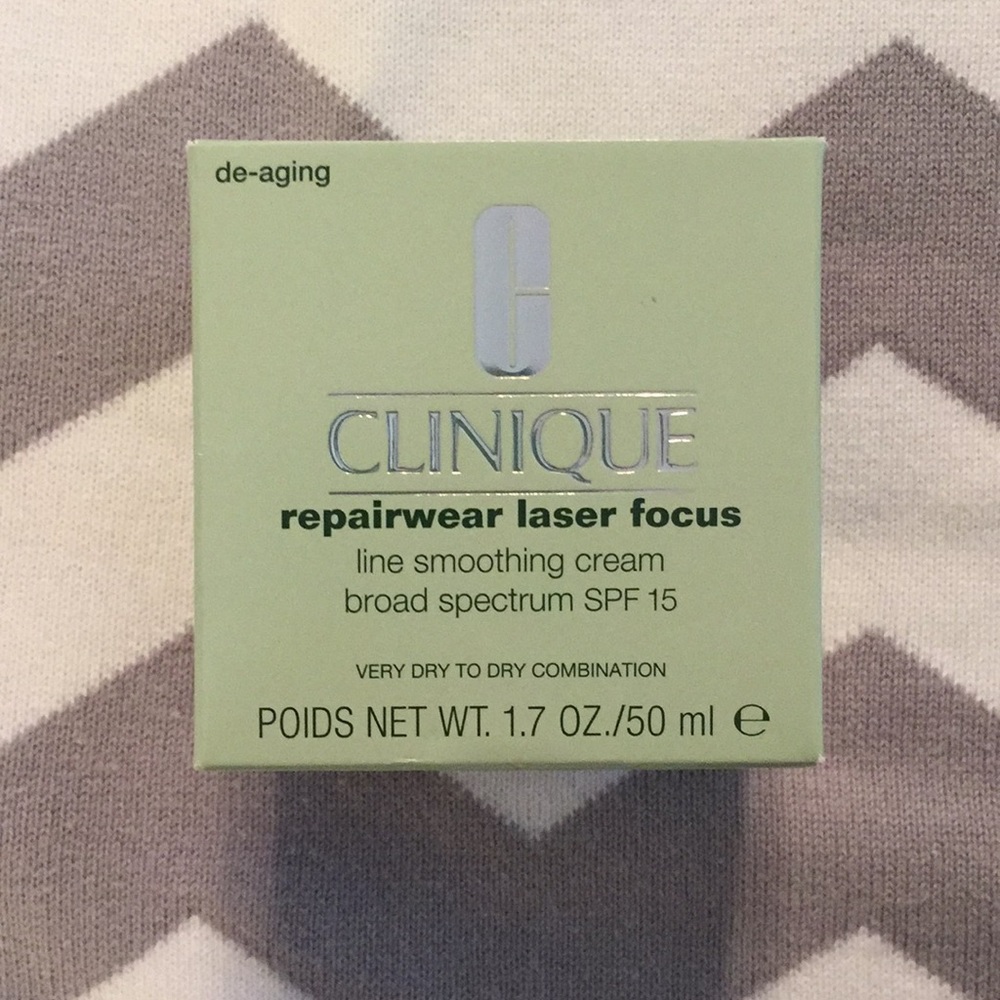 de-aging
C
CLINIQUE
repairwear laser focus
line smoothing cream
broad spectrum SPF 15
VERY DRY TO DRY COMBINATION
POIDS NET WT. 1.7 OZ./50 ml ℮